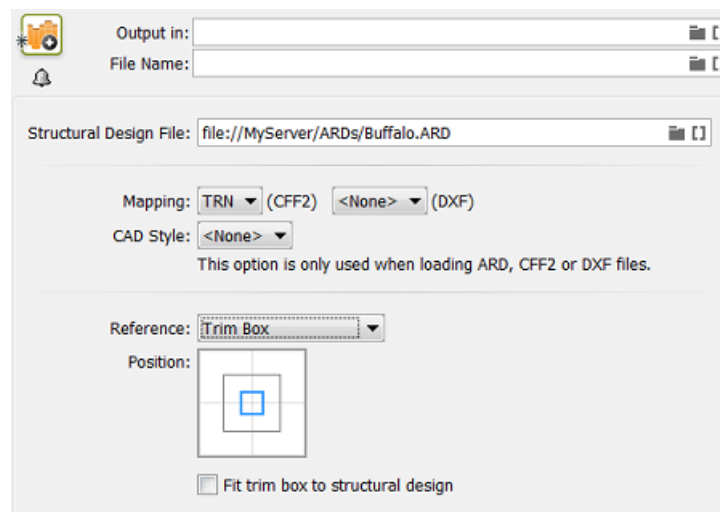 Output in:
File Name:
Structural Design File: file://MyServer/ARDs/Buffalo.ARD
Mapping: TRN (CFF2) <None> (DXF)
CAD Style: <None>
This option is only used when loading ARD, CFF2 or DXF files.
Reference: Trim Box
Position:
Fit trim box to structural design